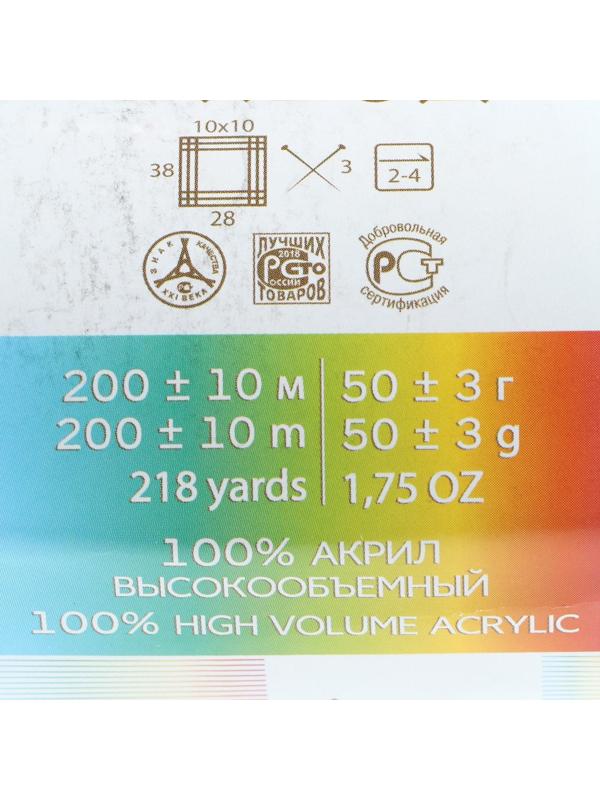 10x10
38
28
3
2-4
ЗНАК КАЧЕСТВА
XXI ВЕКА
ЛУЧШИХ
2018
СТО
РОССИИ
ТОВАРОВ
Добровольная
РСТ
сертификация
200 ± 10 м 50 ± 3 г
200 ± 10 m 50 ± 3 g
218 yards 1,75 OZ
100% АКРИЛ
ВЫСОКООБЪЕМНЫЙ
100% HIGH VOLUME ACRYLIC